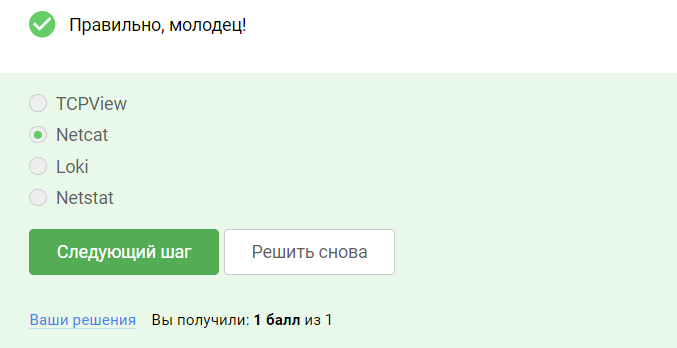 Правильно, молодец!
TCPView
Netcat
Loki
Netstat
Следующий шаг Решить снова
Ваши решения Вы получили: 1 балл из 1